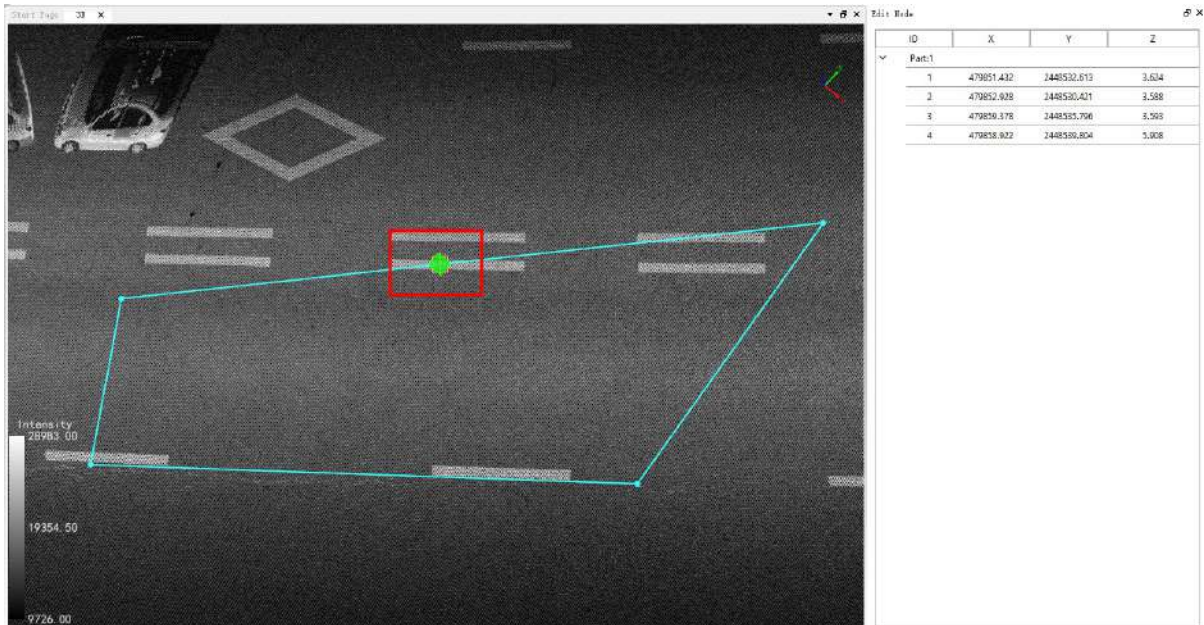 Start Page 33
Edit Node
ID X Y Z
Part:1
1 479851.432 2448532.613 3.634
2 479852.928 2448530.421 3.588
3 479859.378 2448535.796 3.593
4 479858.922 2448539.804 5.908
Intensity
28983.00
19354.50
9726.00